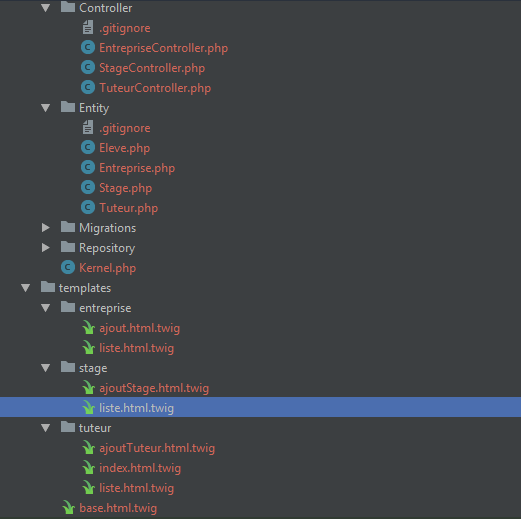 Controller
.gitignore
EntrepriseController.php
StageController.php
TuteurController.php
Entity
.gitignore
Eleve.php
Entreprise.php
Stage.php
Tuteur.php
Migrations
Repository
Kernel.php
templates
entreprise
ajout.html.twig
liste.html.twig
stage
ajoutStage.html.twig
liste.html.twig
tuteur
ajoutTuteur.html.twig
index.html.twig
liste.html.twig
base.html.twig